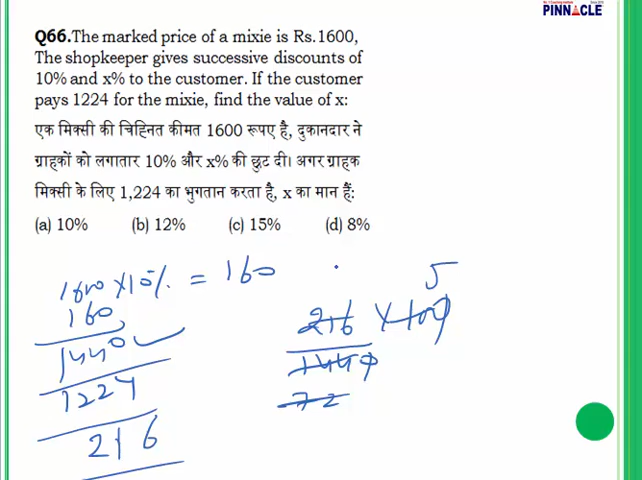 PINNACLE
Q66.The marked price of a mixie is Rs.1600,
The shopkeeper gives successive discounts of
10% and x% to the customer. If the customer
pays 1224 for the mixie, find the value of x:
एक मिक्सी की चिह्नित कीमत 1600 रूपए है, दुकानदार ने
ग्राहकों को लगातार 10% और x% की छुट दी। अगर ग्राहक
मिक्सी के लिए 1,224 का भुगतान करता है, x का मान हैं:
(a) 10% (b) 12% (c) 15% (d) 8%
1600 x10% = 160
160
1440
1224
216
5
216 x 100
1440
72